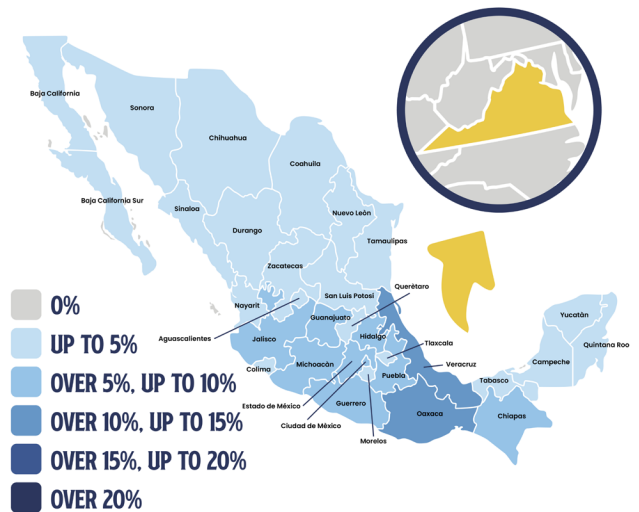 Baja California
Sonora
Chihuahua
Coahuila
Baja California Sur
Sinaloa
Nuevo León
Durango
Tamaulipas
Zacatecas
Querétaro
San Luis Potosí
Nayarit
Guanajuato
Aguascalientes
Jalisco
Hidalgo
Tlaxcala
Yucatán
Quintana Roo
Campeche
Colima
Michoacán
Puebla
Veracruz
Tabasco
Estado de México
Guerrero
Oaxaca
Chiapas
Ciudad de México
Morelos
0%
UP TO 5%
OVER 5%, UP TO 10%
OVER 10%, UP TO 15%
OVER 15%, UP TO 20%
OVER 20%